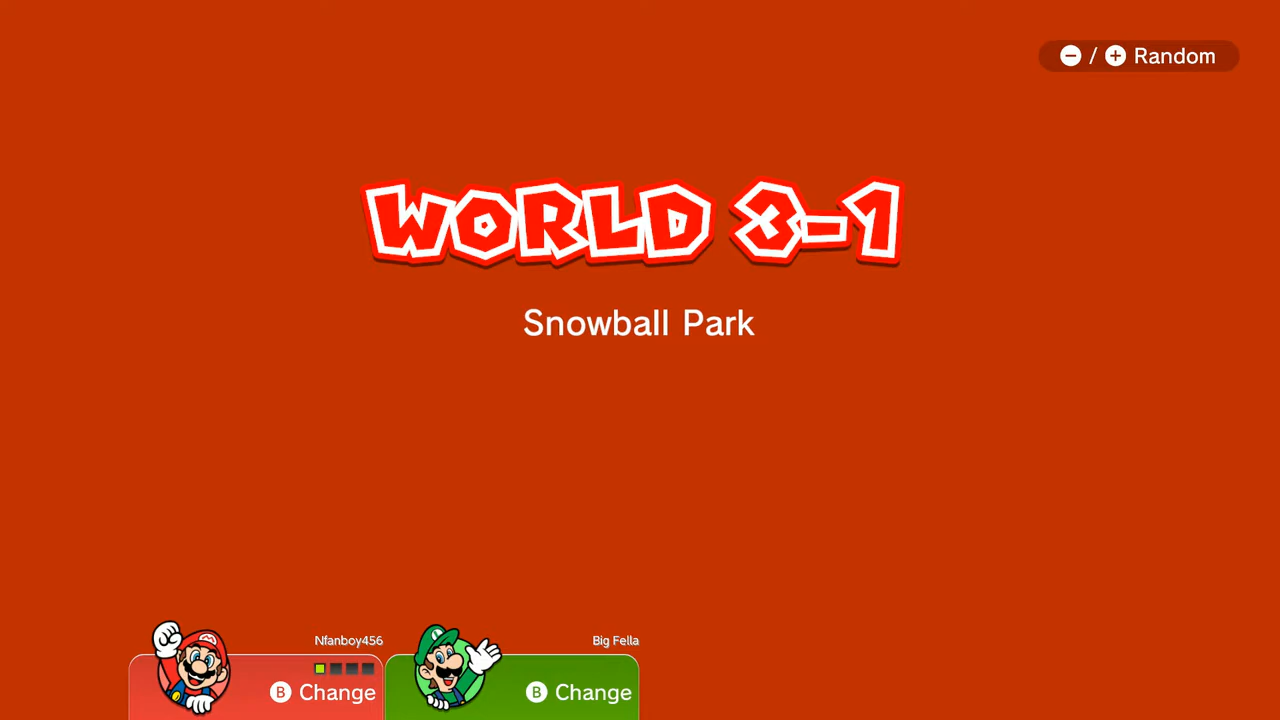 − / + Random
WORLD 3-1
Snowball Park
Nfanboy456
Big Fella
B Change
B Change